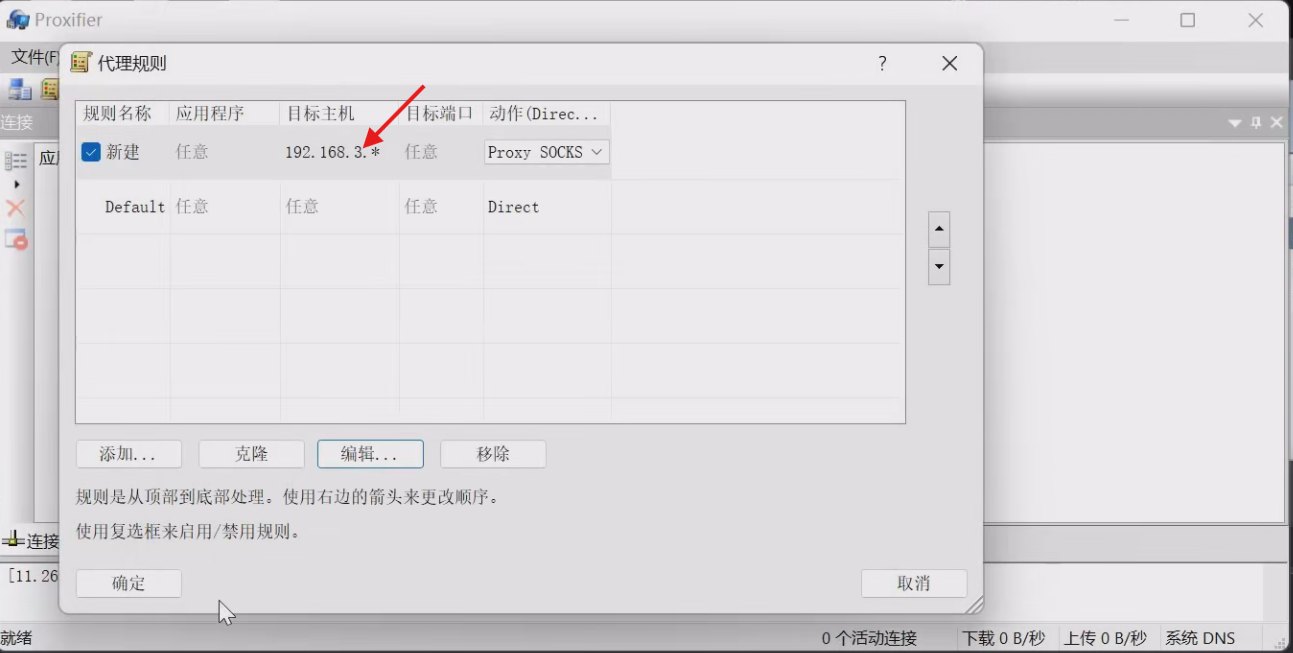 Proxifier
文件(F)
代理规则
?
规则名称 应用程序 目标主机 目标端口 动作(Direc...
连接
应
新建 任意 192.168.3.* 任意 Proxy SOCKS
Default 任意 任意 任意 Direct
添加... 克隆 编辑... 移除
规则是从顶部到底部处理。使用右边的箭头来更改顺序。
使用复选框来启用/禁用规则。
连接
[11.26
确定 取消
就绪 0 个活动连接 下载 0 B/秒 上传 0 B/秒 系统 DNS